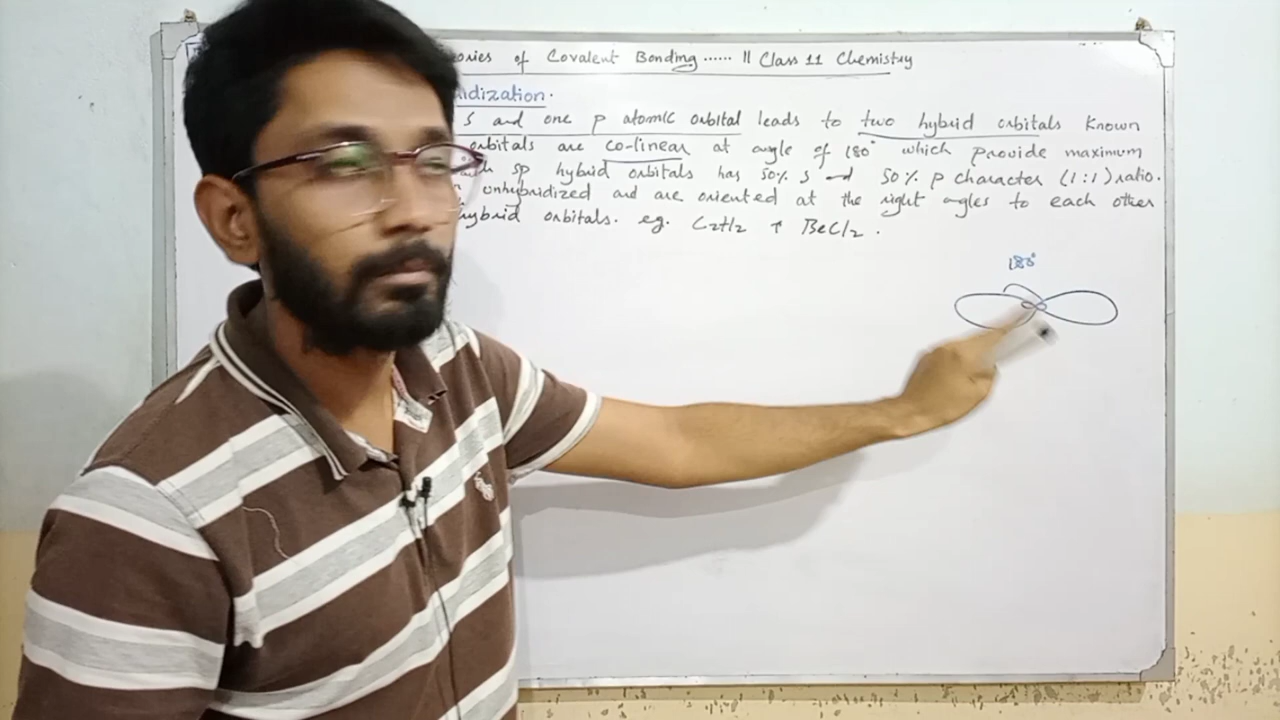 ories of Covalent Bonding ...... || Class 11 Chemistry
idization.
s and one p atomic orbital leads to two hybrid orbitals known
orbitals are co-linear at angle of 180° which provide maximum
sp hybrid orbitals has 50% s and 50% p character (1:1) ratio.
unhybridized and are oriented at the right angles to each other
hybrid orbitals. eg. C2H2 & BeCl2.
180°